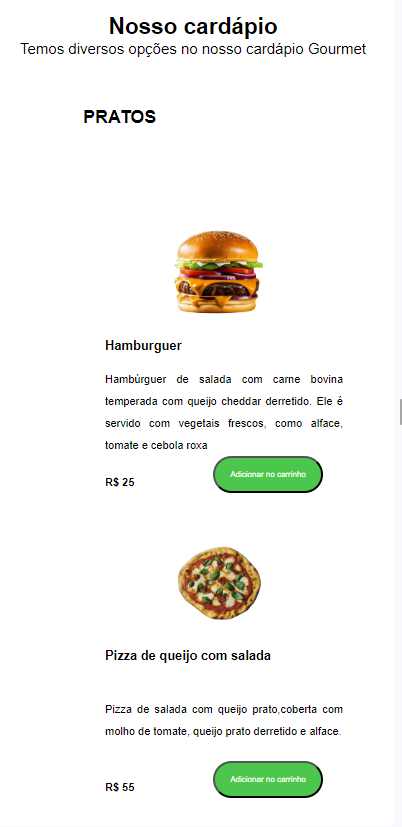 Nosso cardápio
Temos diversos opções no nosso cardápio Gourmet
PRATOS
Hamburguer
Hambúrguer de salada com carne bovina
temperada com queijo cheddar derretido. Ele é
servido com vegetais frescos, como alface,
tomate e cebola roxa
R$ 25
Adicionar no carrinho
Pizza de queijo com salada
Pizza de salada com queijo prato,coberta com
molho de tomate, queijo prato derretido e alface.
R$ 55
Adicionar no carrinho